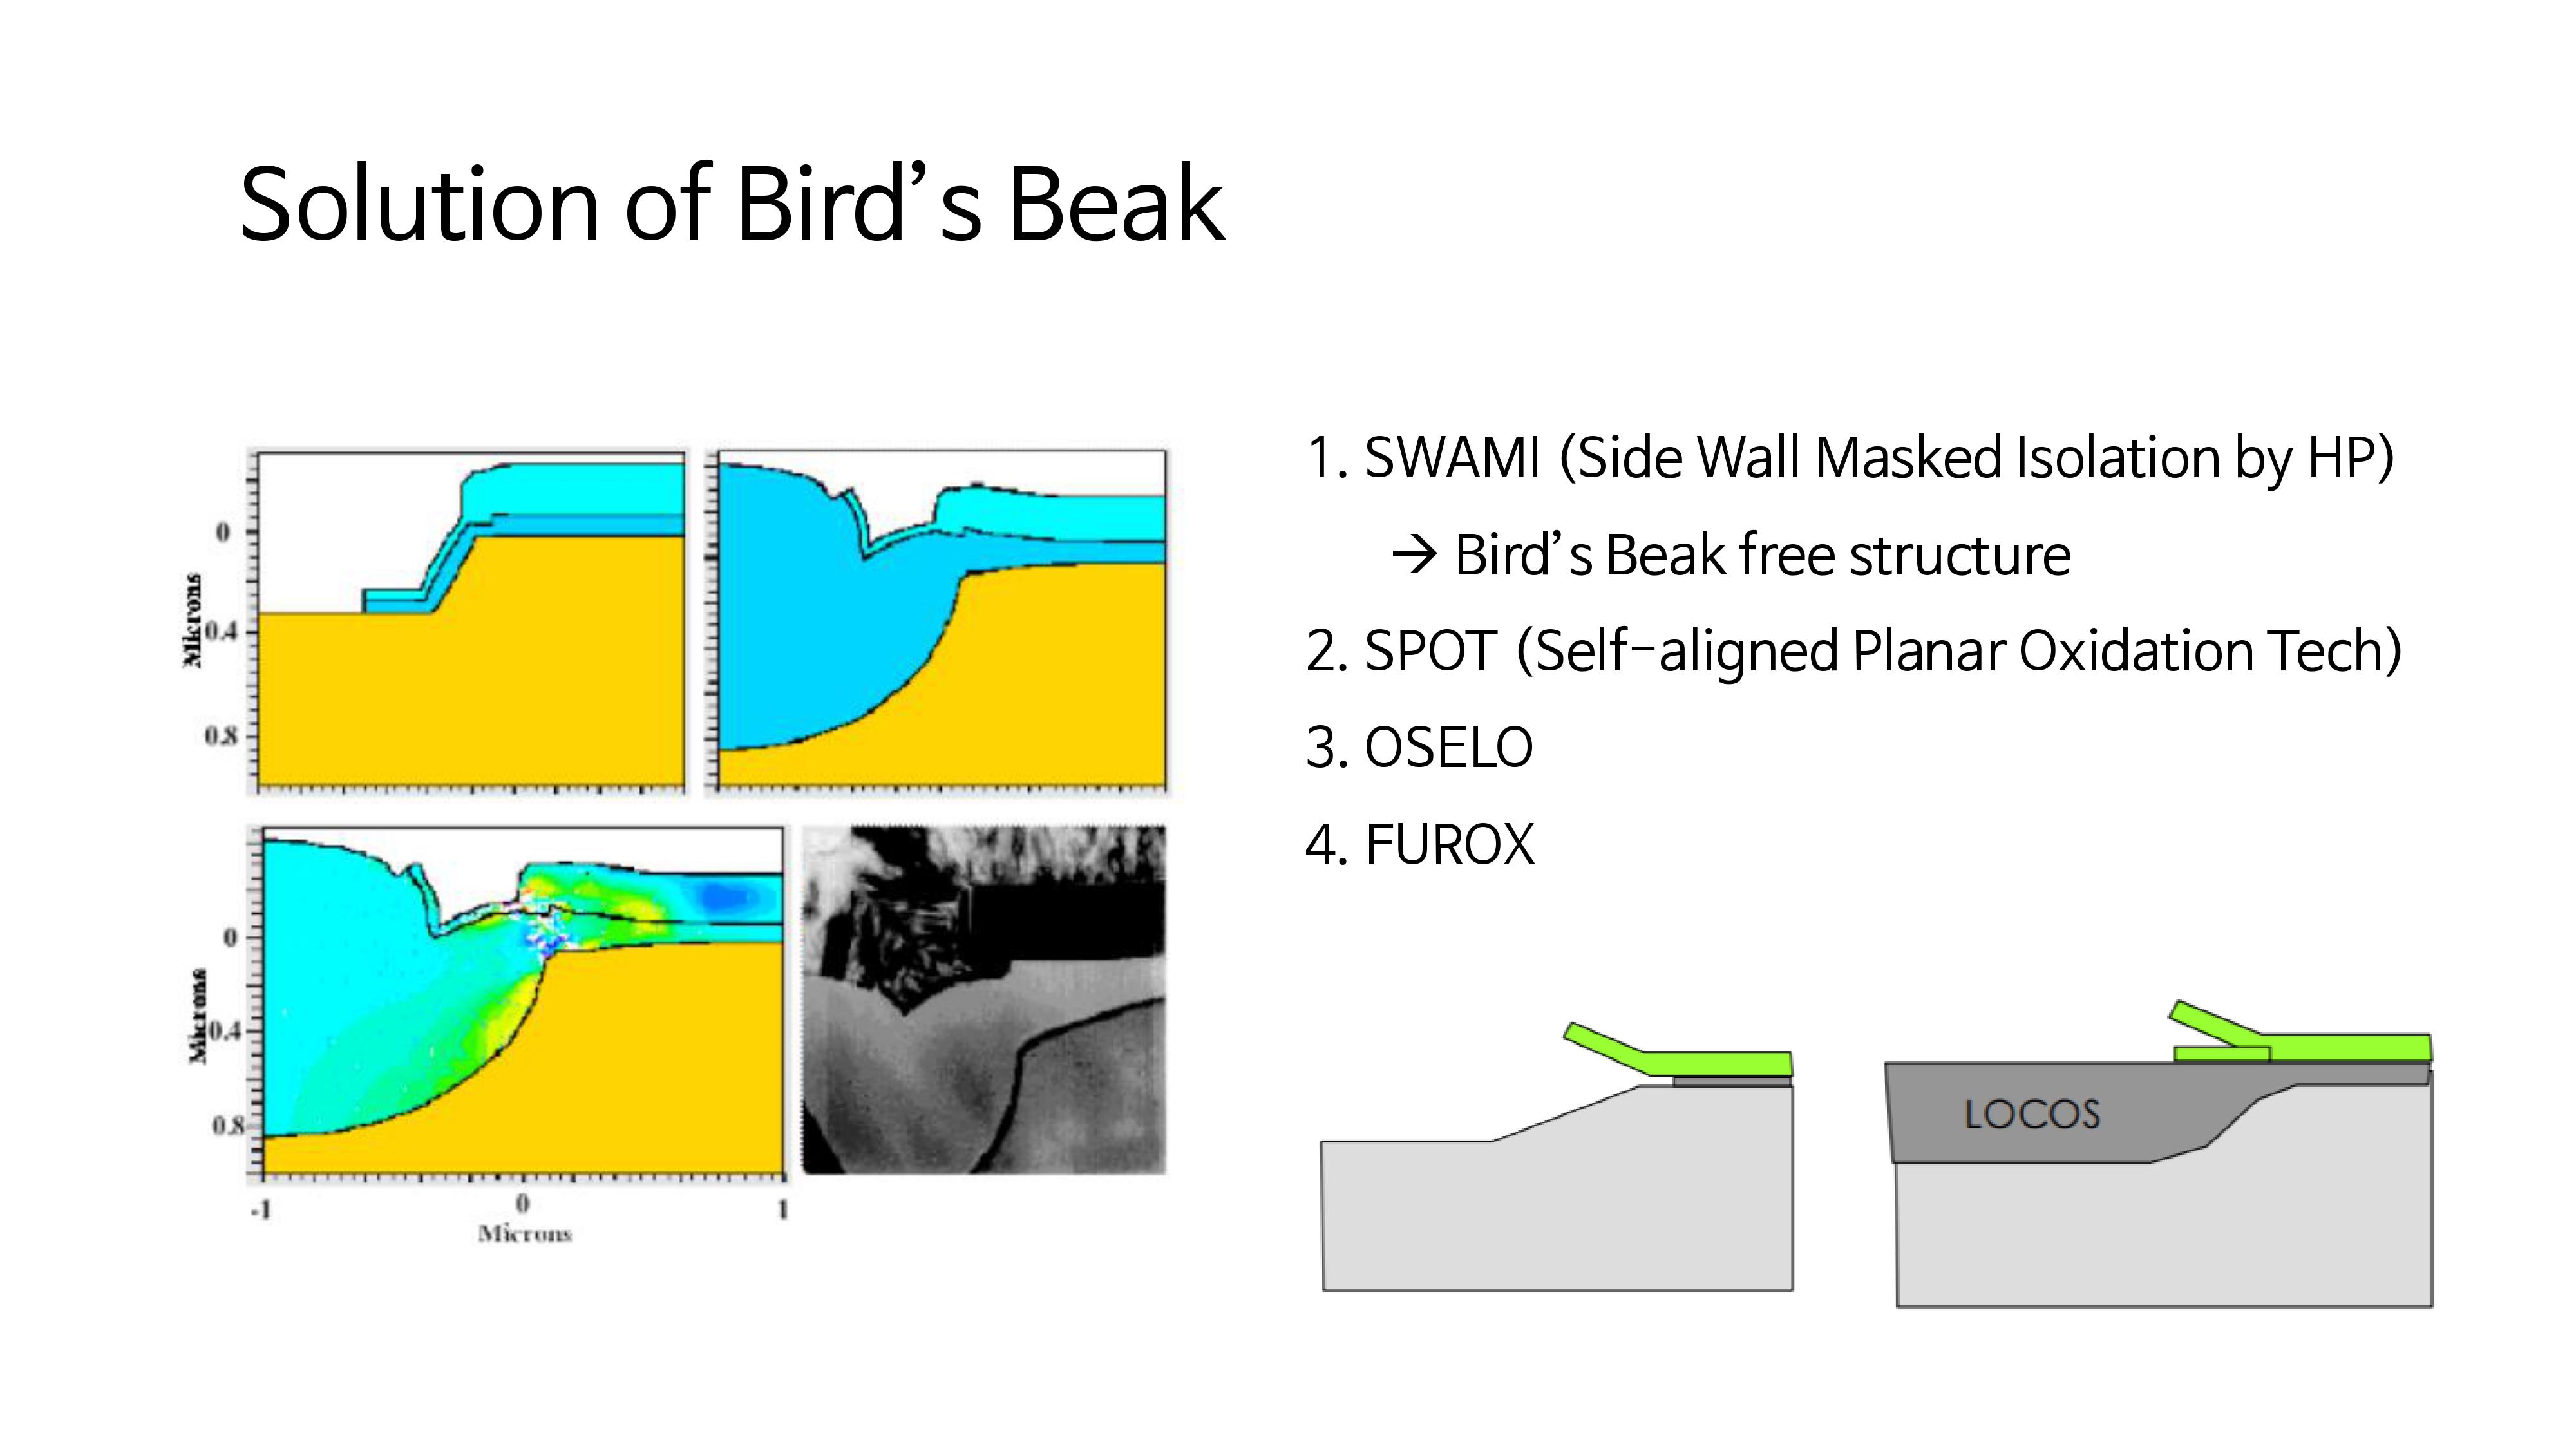 Solution of Bird’s Beak
0
0.4
0.8
Microns
0
0.4
0.8
Microns
-1
0
1
Microns
1. SWAMI (Side Wall Masked Isolation by HP)
→ Bird’s Beak free structure
2. SPOT (Self-aligned Planar Oxidation Tech)
3. OSELO
4. FUROX
LOCOS